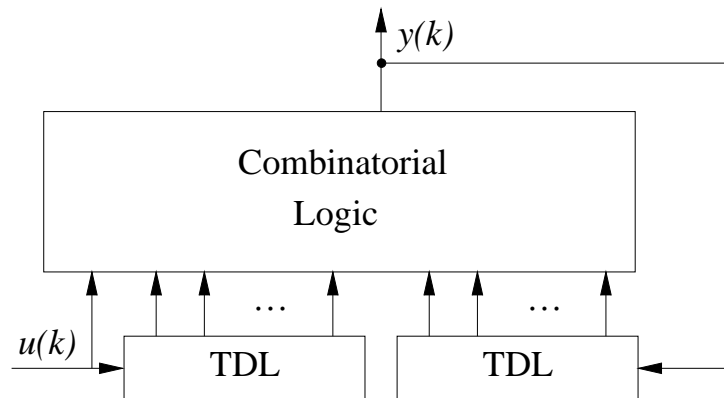 y(k)
Combinatorial
Logic
... ...
u(k)
TDL TDL